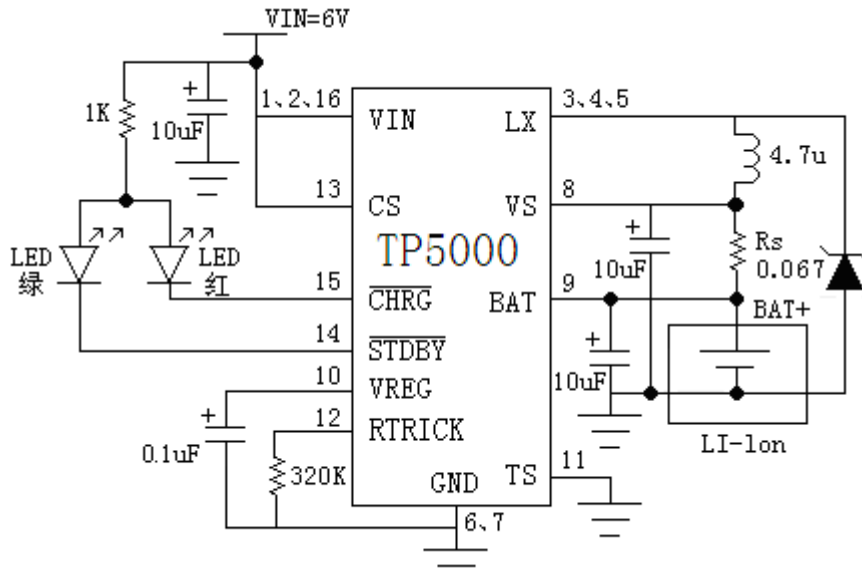 VIN=6V
1K
10uF
1、2、16
VIN
LX
3、4、5
4.7u
13
CS
VS
8
TP5000
LED
绿
LED
红
10uF
Rs
0.067
15
CHRG
BAT
9
BAT+
14
STDBY
10
VREG
10uF
12
RTRICK
0.1uF
320K
GND
TS
11
LI-lon
6、7